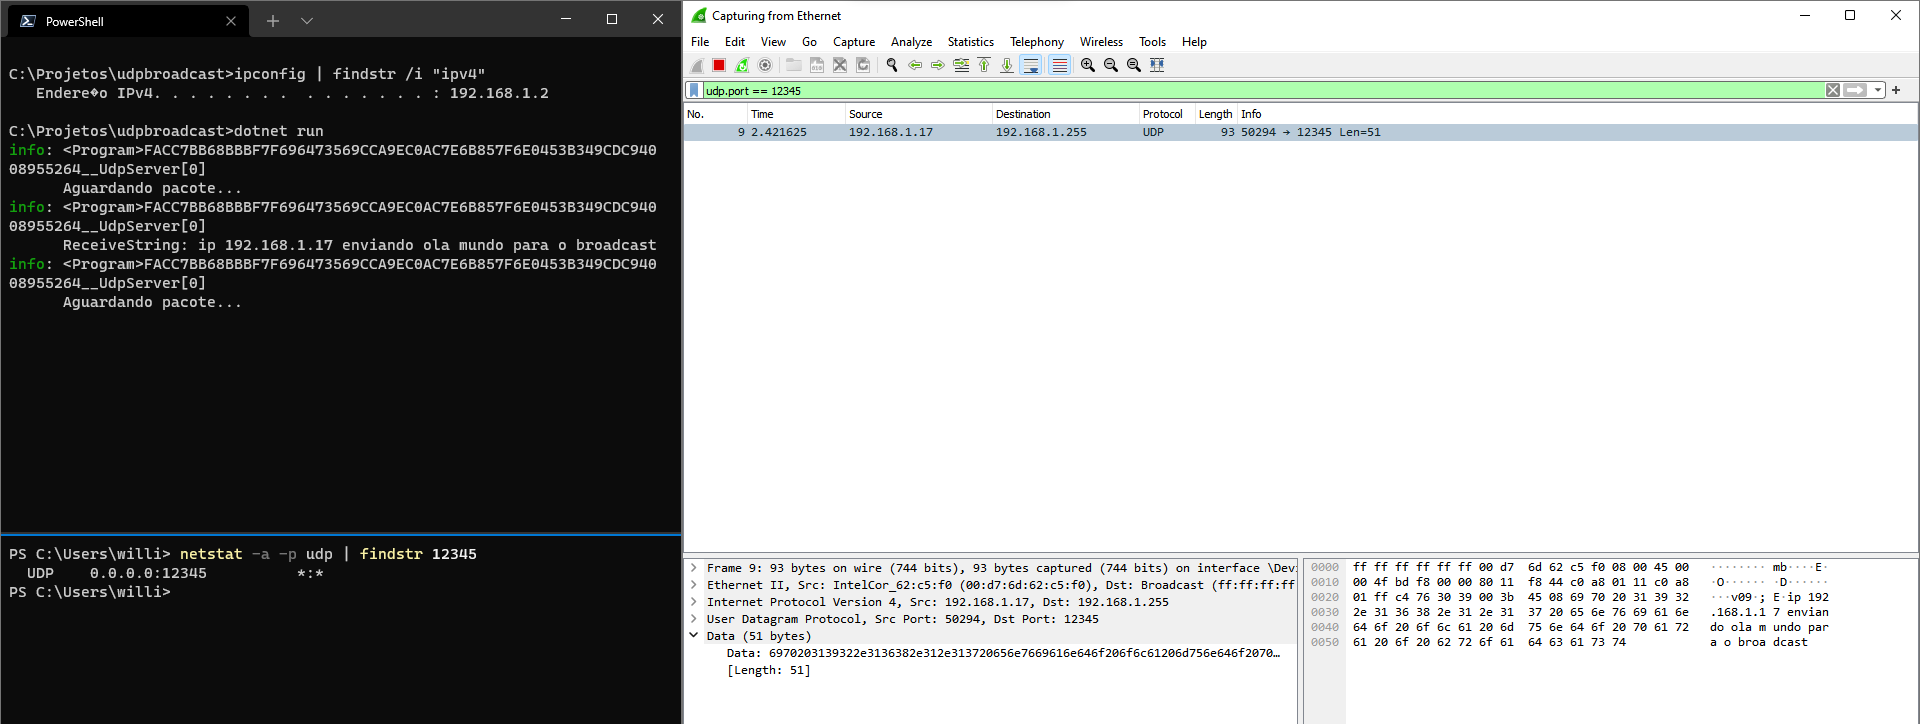 PowerShell
C:\Projetos\udpbroadcast>ipconfig | findstr /i "ipv4"
   Endere�o IPv4. . . . . . . .  . . . . . . . : 192.168.1.2
C:\Projetos\udpbroadcast>dotnet run
info: <Program>FACC7BB68BBBF7F696473569CCA9EC0AC7E6B857F6E0453B349CDC940
08955264__UdpServer[0]
      Aguardando pacote...
info: <Program>FACC7BB68BBBF7F696473569CCA9EC0AC7E6B857F6E0453B349CDC940
08955264__UdpServer[0]
      ReceiveString: ip 192.168.1.17 enviando ola mundo para o broadcast
info: <Program>FACC7BB68BBBF7F696473569CCA9EC0AC7E6B857F6E0453B349CDC940
08955264__UdpServer[0]
      Aguardando pacote...
PS C:\Users\willi> netstat -a -p udp | findstr 12345
  UDP    0.0.0.0:12345          *:*
PS C:\Users\willi>
Capturing from Ethernet
File Edit View Go Capture Analyze Statistics Telephony Wireless Tools Help
udp.port == 12345
No. Time Source Destination Protocol Length Info
9 2.421625 192.168.1.17 192.168.1.255 UDP 93 50294 → 12345 Len=51
Frame 9: 93 bytes on wire (744 bits), 93 bytes captured (744 bits) on interface \Devi
Ethernet II, Src: IntelCor_62:c5:f0 (00:d7:6d:62:c5:f0), Dst: Broadcast (ff:ff:ff:ff
Internet Protocol Version 4, Src: 192.168.1.17, Dst: 192.168.1.255
User Datagram Protocol, Src Port: 50294, Dst Port: 12345
Data (51 bytes)
Data: 6970203139322e3136382e312e313720656e7669616e646f206f6c61206d756e646f2070…
[Length: 51]
0000 ff ff ff ff ff ff 00 d7 6d 62 c5 f0 08 00 45 00 ········ mb····E·
0010 00 4f bd f8 00 00 80 11 f8 44 c0 a8 01 11 c0 a8 ·O······ ·D······
0020 01 ff c4 76 30 39 00 3b 45 08 69 70 20 31 39 32 ···v09·; E·ip 192
0030 2e 31 36 38 2e 31 2e 31 37 20 65 6e 76 69 61 6e .168.1.1 7 envian
0040 64 6f 20 6f 6c 61 20 6d 75 6e 64 6f 20 70 61 72 do ola m undo par
0050 61 20 6f 20 62 72 6f 61 64 63 61 73 74 a o broa dcast